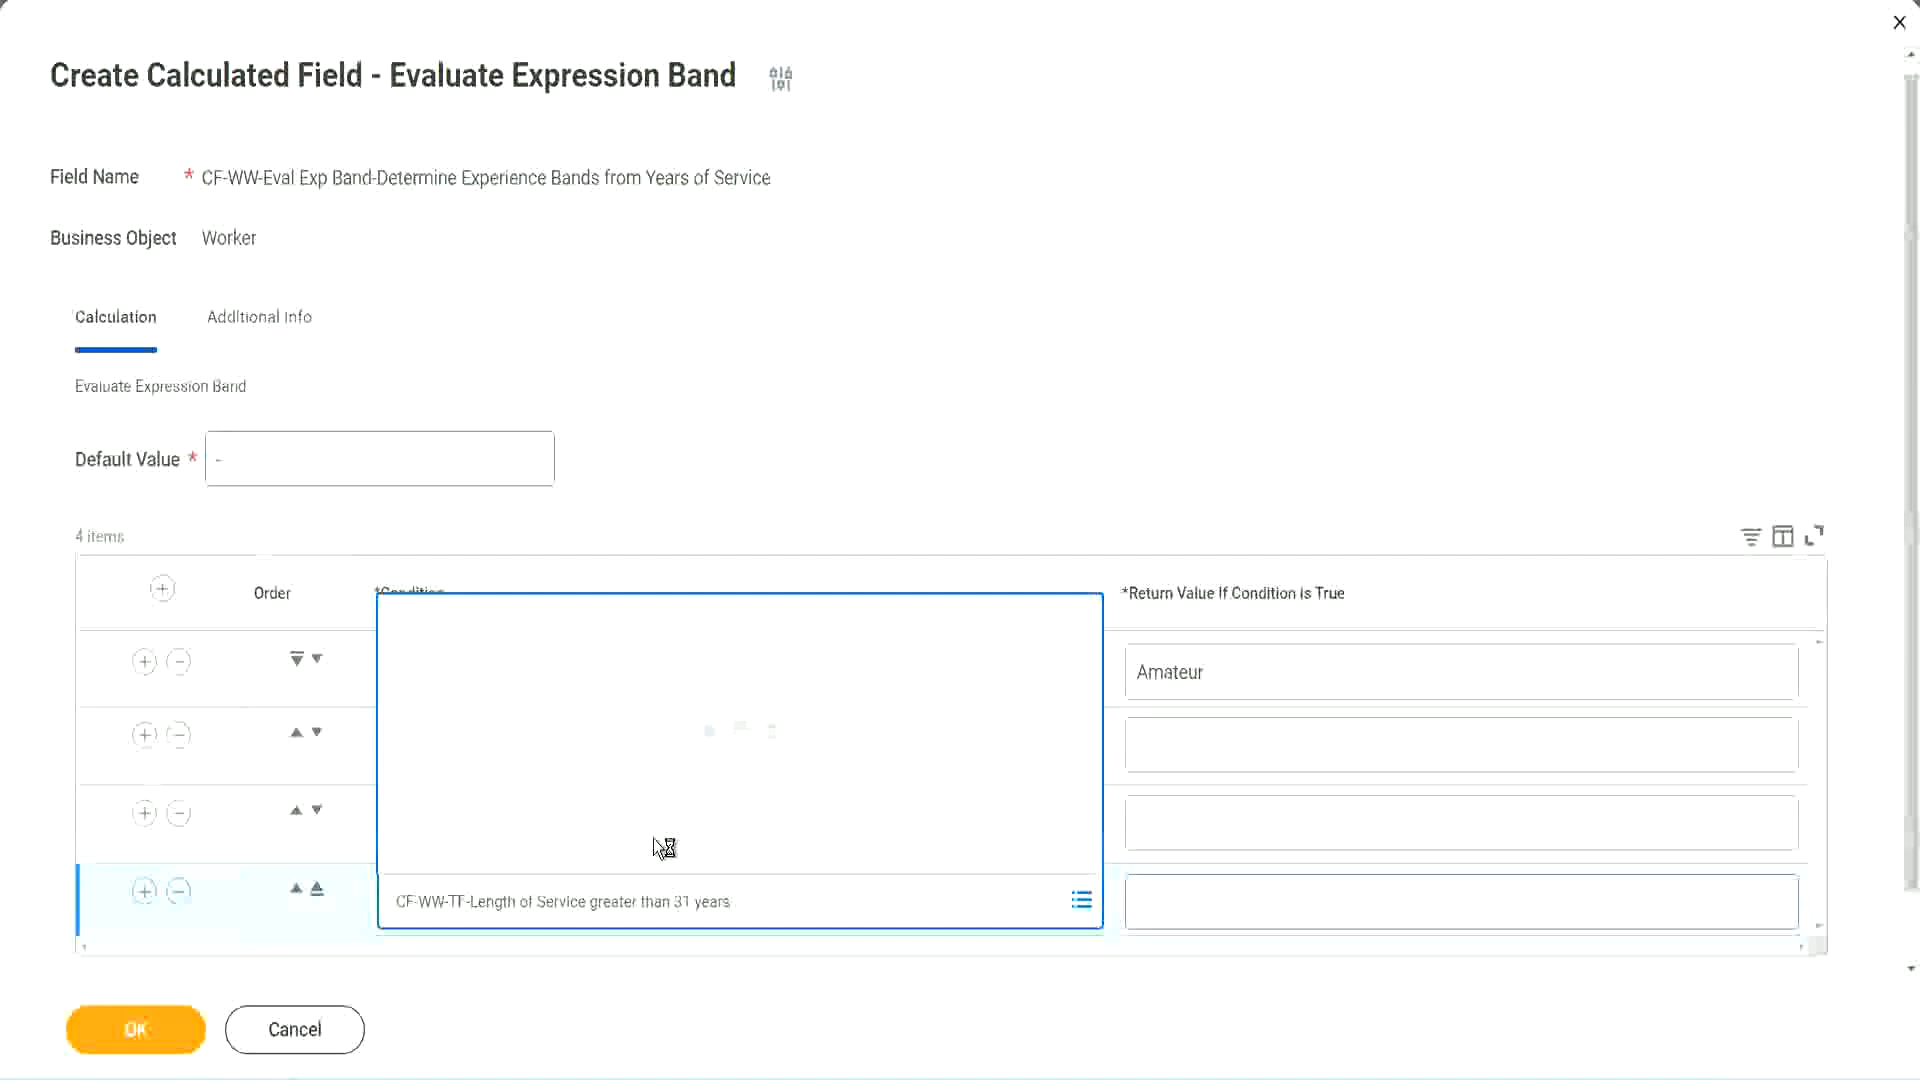 X
Create Calculated Field - Evaluate Expression Band
Field Name * CF-WW-Eval Exp Band-Determine Experience Bands from Years of Service
Business Object Worker
Calculation Additional Info
Evaluate Expression Band
Default Value * -
4 items
Order *Condition *Return Value If Condition is True
Amateur
CF-WW-TF-Length of Service greater than 31 years
OK Cancel